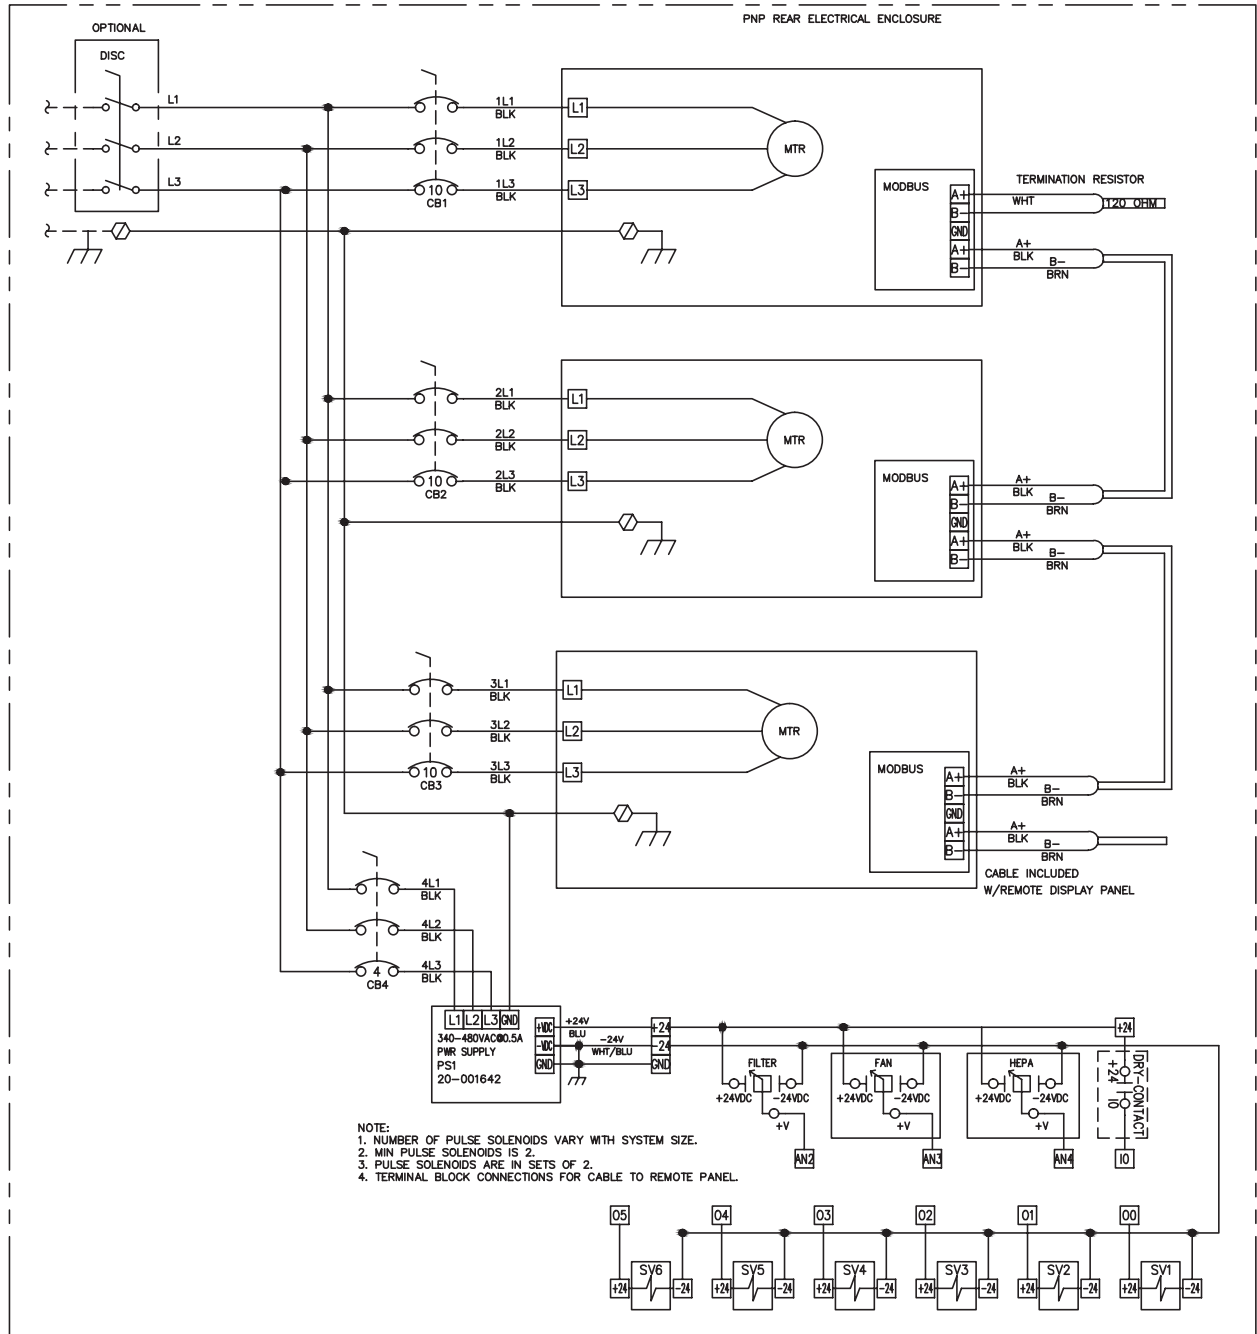 PNP REAR ELECTRICAL ENCLOSURE
OPTIONAL
DISC
L1
L2
L3
1L1
BLK
1L2
BLK
1L3
BLK
10
CB1
L1
L2
L3
MTR
MODBUS
A+
B-
GND
A+
B-
TERMINATION RESISTOR
WHT
120 OHM
A+
BLK
B-
BRN
2L1
BLK
2L2
BLK
2L3
BLK
10
CB2
L1
L2
L3
MTR
MODBUS
A+
B-
GND
A+
B-
A+
BLK
B-
BRN
A+
BLK
B-
BRN
3L1
BLK
3L2
BLK
3L3
BLK
10
CB3
L1
L2
L3
MTR
MODBUS
A+
B-
GND
A+
B-
A+
BLK
B-
BRN
A+
BLK
B-
BRN
CABLE INCLUDED
W/REMOTE DISPLAY PANEL
4L1
BLK
4L2
BLK
4L3
BLK
4
CB4
L1 L2 L3 GND
340-480VAC@0.5A
PWR SUPPLY
PS1
20-001642
+VDC
-VDC
GND
+24V
BLU
-24V
WHT/BLU
+24
-24
GND
FILTER
+24VDC
-24VDC
+V
AN2
FAN
+24VDC
-24VDC
+V
AN3
HEPA
+24VDC
-24VDC
+V
AN4
+24
DRY-CONTACT
+24
IO
IO
NOTE:
1. NUMBER OF PULSE SOLENOIDS VARY WITH SYSTEM SIZE.
2. MIN PULSE SOLENOIDS IS 2.
3. PULSE SOLENOIDS ARE IN SETS OF 2.
4. TERMINAL BLOCK CONNECTIONS FOR CABLE TO REMOTE PANEL.
O5
O4
O3
O2
O1
O0
+24 SV6 -24
+24 SV5 -24
+24 SV4 -24
+24 SV3 -24
+24 SV2 -24
+24 SV1 -24